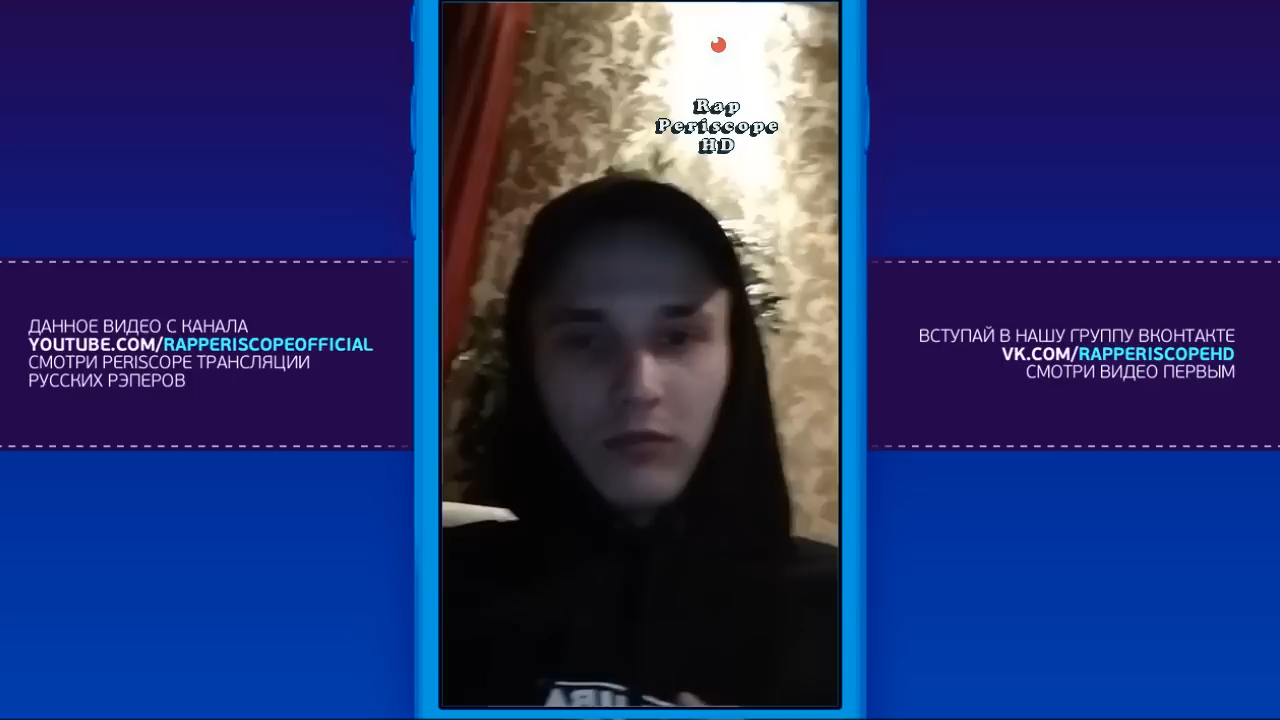 Rap
Periscope
HD
ДАННОЕ ВИДЕО С КАНАЛА
YOUTUBE.COM/RAPPERISCOPEOFFICIAL
СМОТРИ PERISCOPE ТРАНСЛЯЦИИ
РУССКИХ РЭПЕРОВ
ВСТУПАЙ В НАШУ ГРУППУ ВКОНТАКТЕ
VK.COM/RAPPERISCOPEHD
СМОТРИ ВИДЕО ПЕРВЫМ